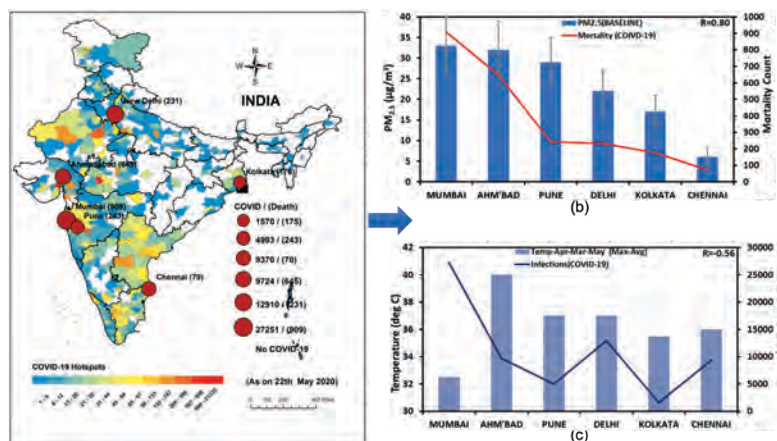 N
W E
S
INDIA
New Delhi (231)
Kolkata
Mumbai (909)
Pune (243)
Chennai (70)
COVID / (Death)
1570 / (175)
4993 / (243)
9370 / (70)
9724 / (645)
12910 / (231)
27251 / (909)
No COVID-19
COVID-19 Hotspots
(As on 22th May 2020)
PM2.5(BASELINE)
Mortality (COIVD-19)
R=0.80
PM2.5 (µg/m³)
40
35
30
25
20
15
10
5
0
Mortality Count
1000
900
800
700
600
500
400
300
200
100
0
MUMBAI AHM'BAD PUNE DELHI KOLKATA CHENNAI
(b)
Temp-Apr-Mar-May (Max-Avg)
Infections(COVID-19)
R=-0.56
Temperature (deg C)
42
40
38
36
34
32
30
30000
25000
20000
15000
10000
5000
0
MUMBAI AHM'BAD PUNE DELHI KOLKATA CHENNAI
(c)